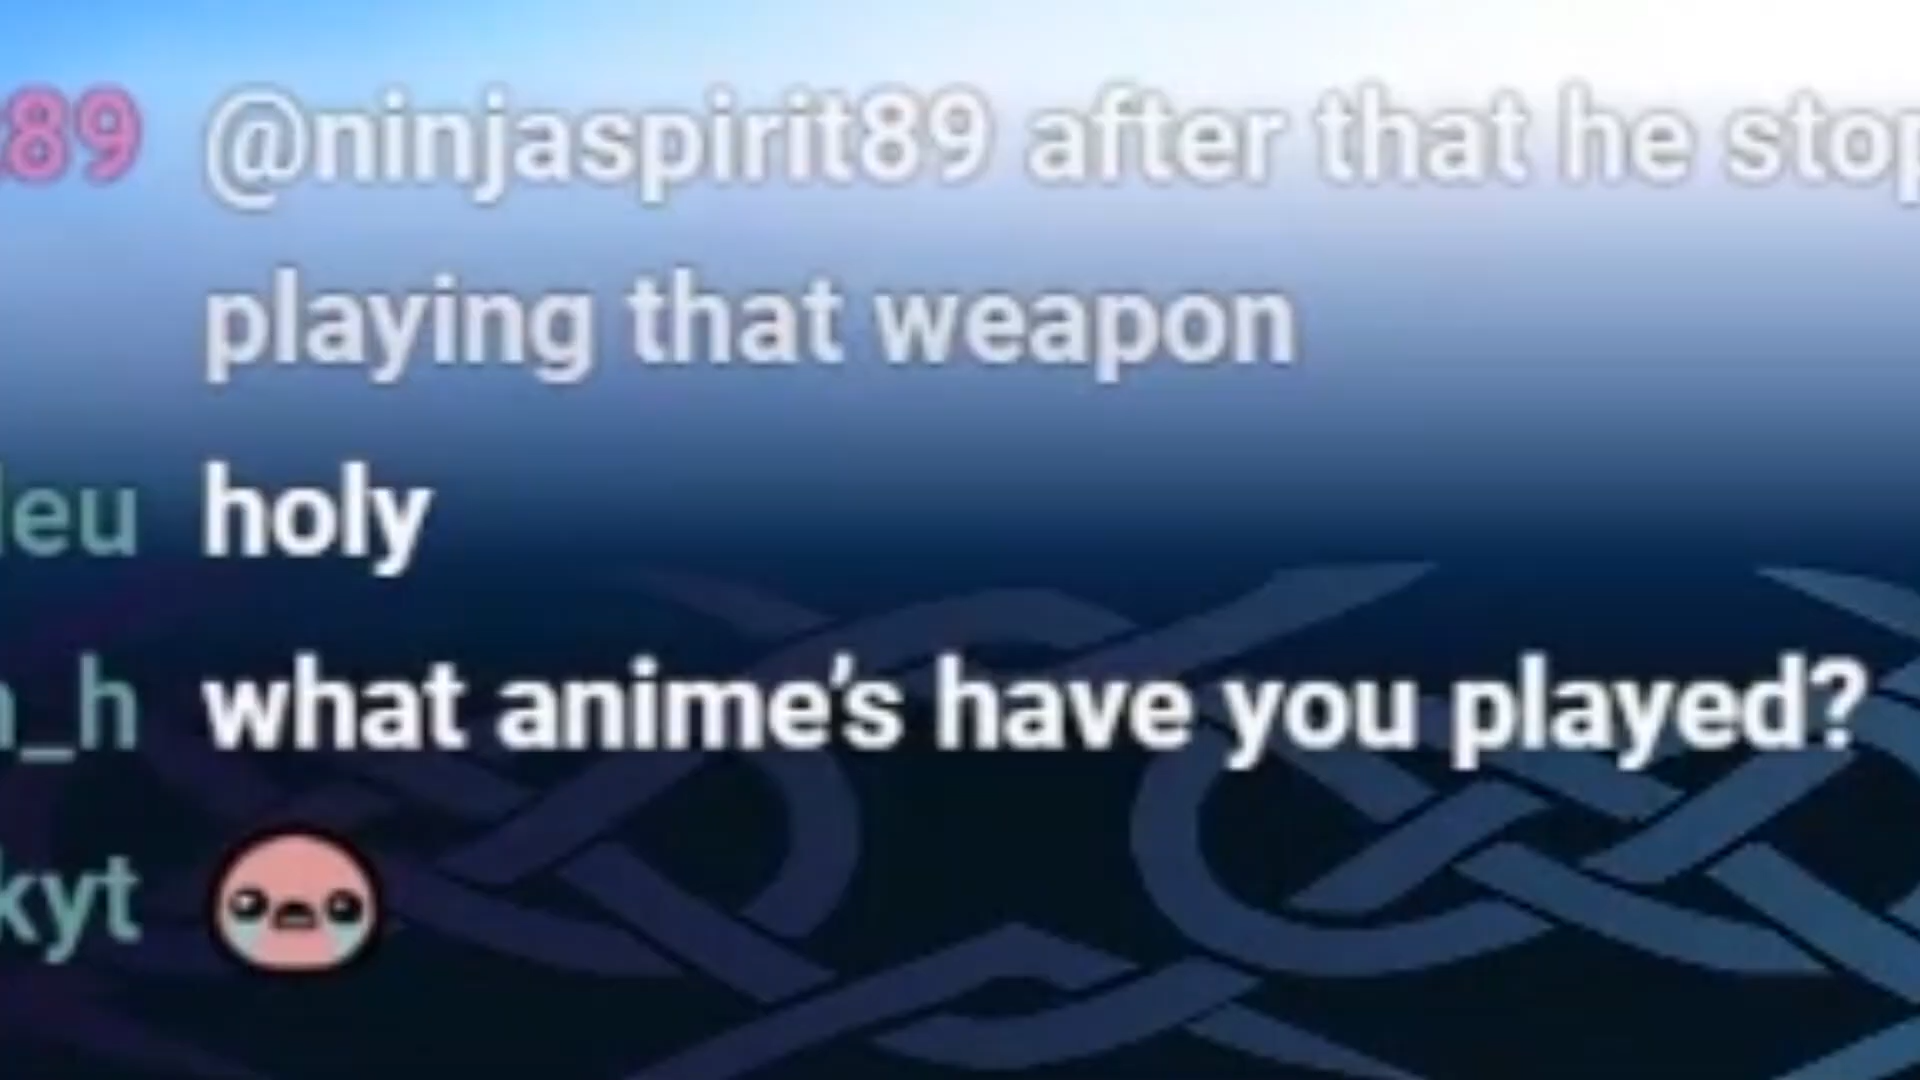 89 @ninjaspirit89 after that he stop
playing that weapon
leu holy
_h what anime's have you played?
kyt